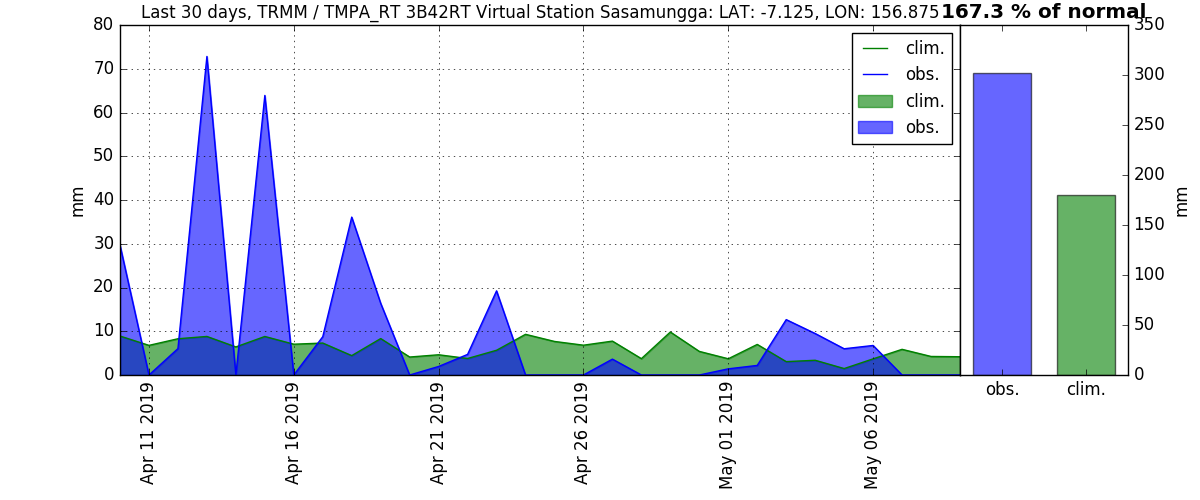 Last 30 days, TRMM / TMPA_RT 3B42RT Virtual Station Sasamungga: LAT: -7.125, LON: 156.875
167.3 % of normal
80
70
60
50
40
30
20
10
0
mm
clim.
obs.
clim.
obs.
Apr 11 2019
Apr 16 2019
Apr 21 2019
Apr 26 2019
May 01 2019
May 06 2019
350
300
250
200
150
100
50
0
mm
obs.
clim.